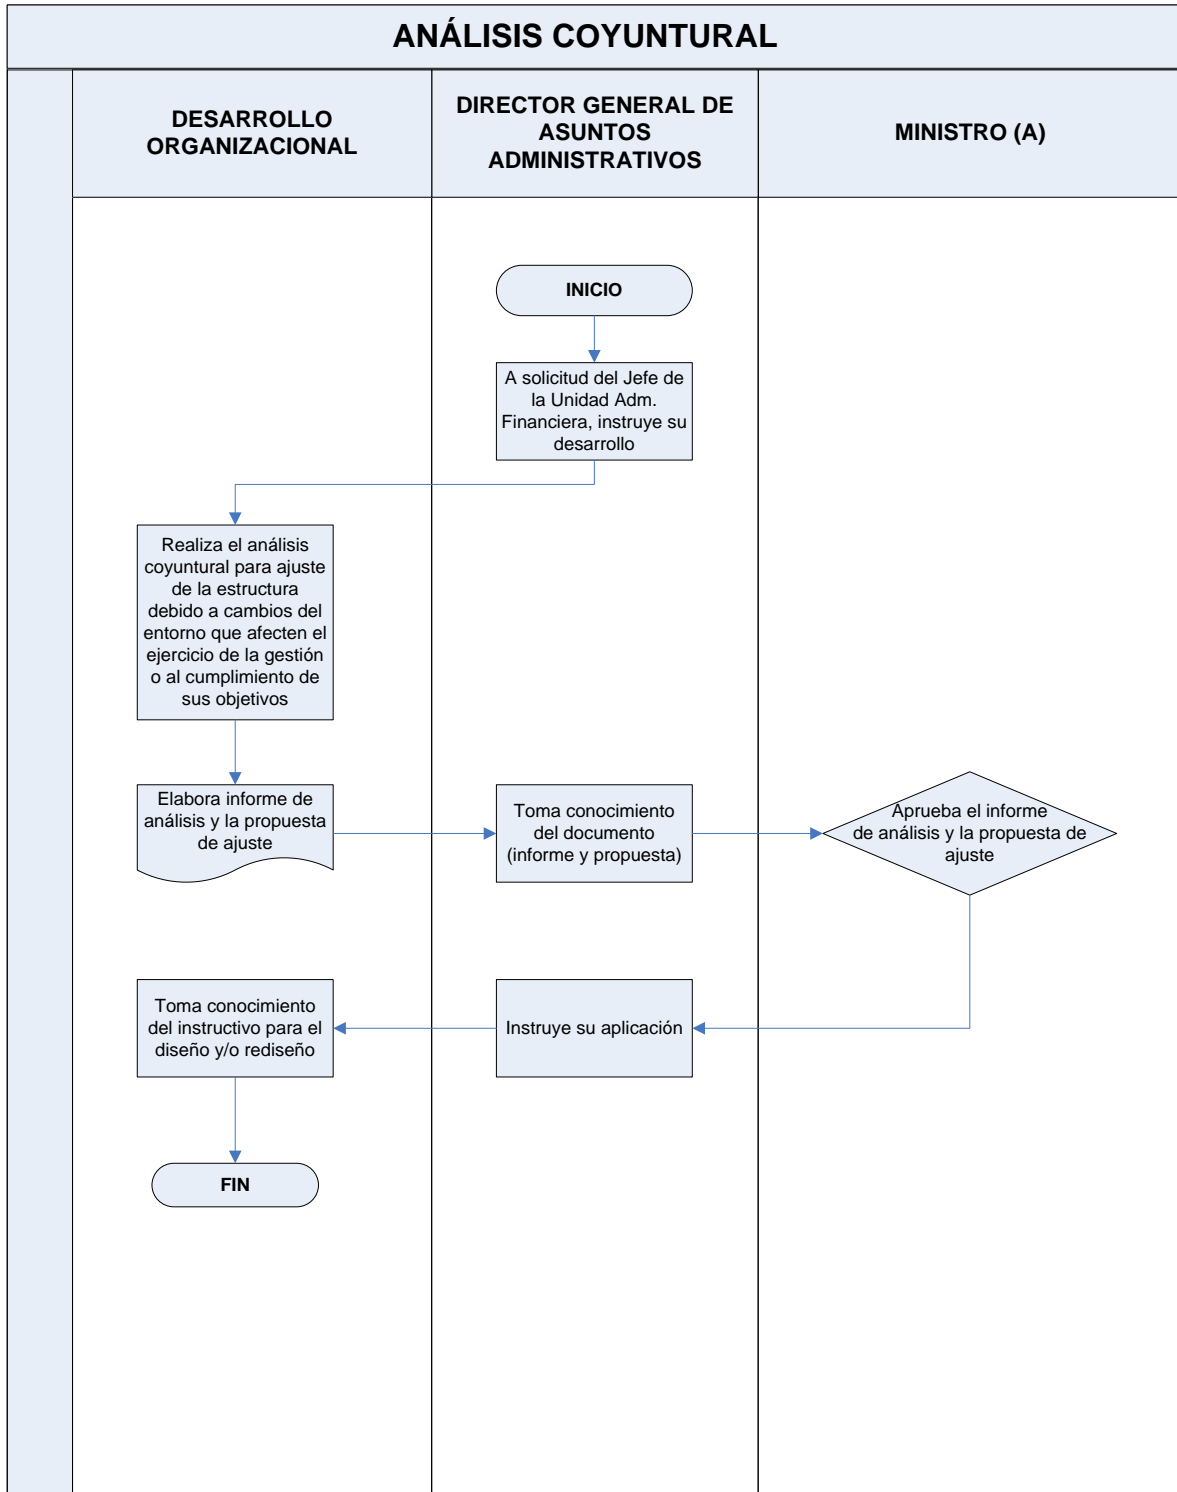 ANÁLISIS COYUNTURAL
DESARROLLO
ORGANIZACIONAL
DIRECTOR GENERAL DE
ASUNTOS
ADMINISTRATIVOS
MINISTRO (A)
INICIO
A solicitud del Jefe de
la Unidad Adm.
Financiera, instruye su
desarrollo
Realiza el análisis
coyuntural para ajuste
de la estructura
debido a cambios del
entorno que afecten el
ejercicio de la gestión
o al cumplimiento de
sus objetivos
Elabora informe de
análisis y la propuesta
de ajuste
Toma conocimiento
del documento
(informe y propuesta)
Aprueba el informe
de análisis y la propuesta de
ajuste
Toma conocimiento
del instructivo para el
diseño y/o rediseño
Instruye su aplicación
FIN